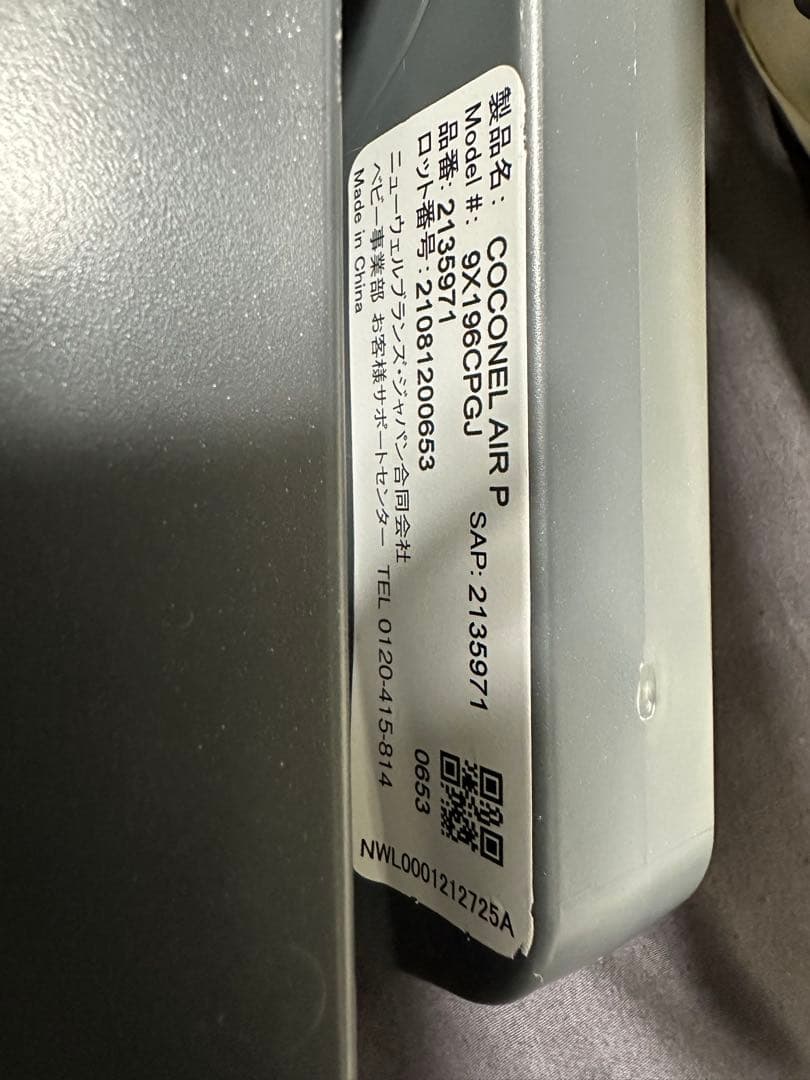 製品名: COCONEL AIR P
Model #: 9X196CPGJ SAP: 2135971
品番: 2135971
ロット番号: 21081200653
0653
ニューウェルブランズ・ジャパン合同会社
ベビー事業部 お客様サポートセンター TEL 0120-415-814
Made in China
NWL0001212725A